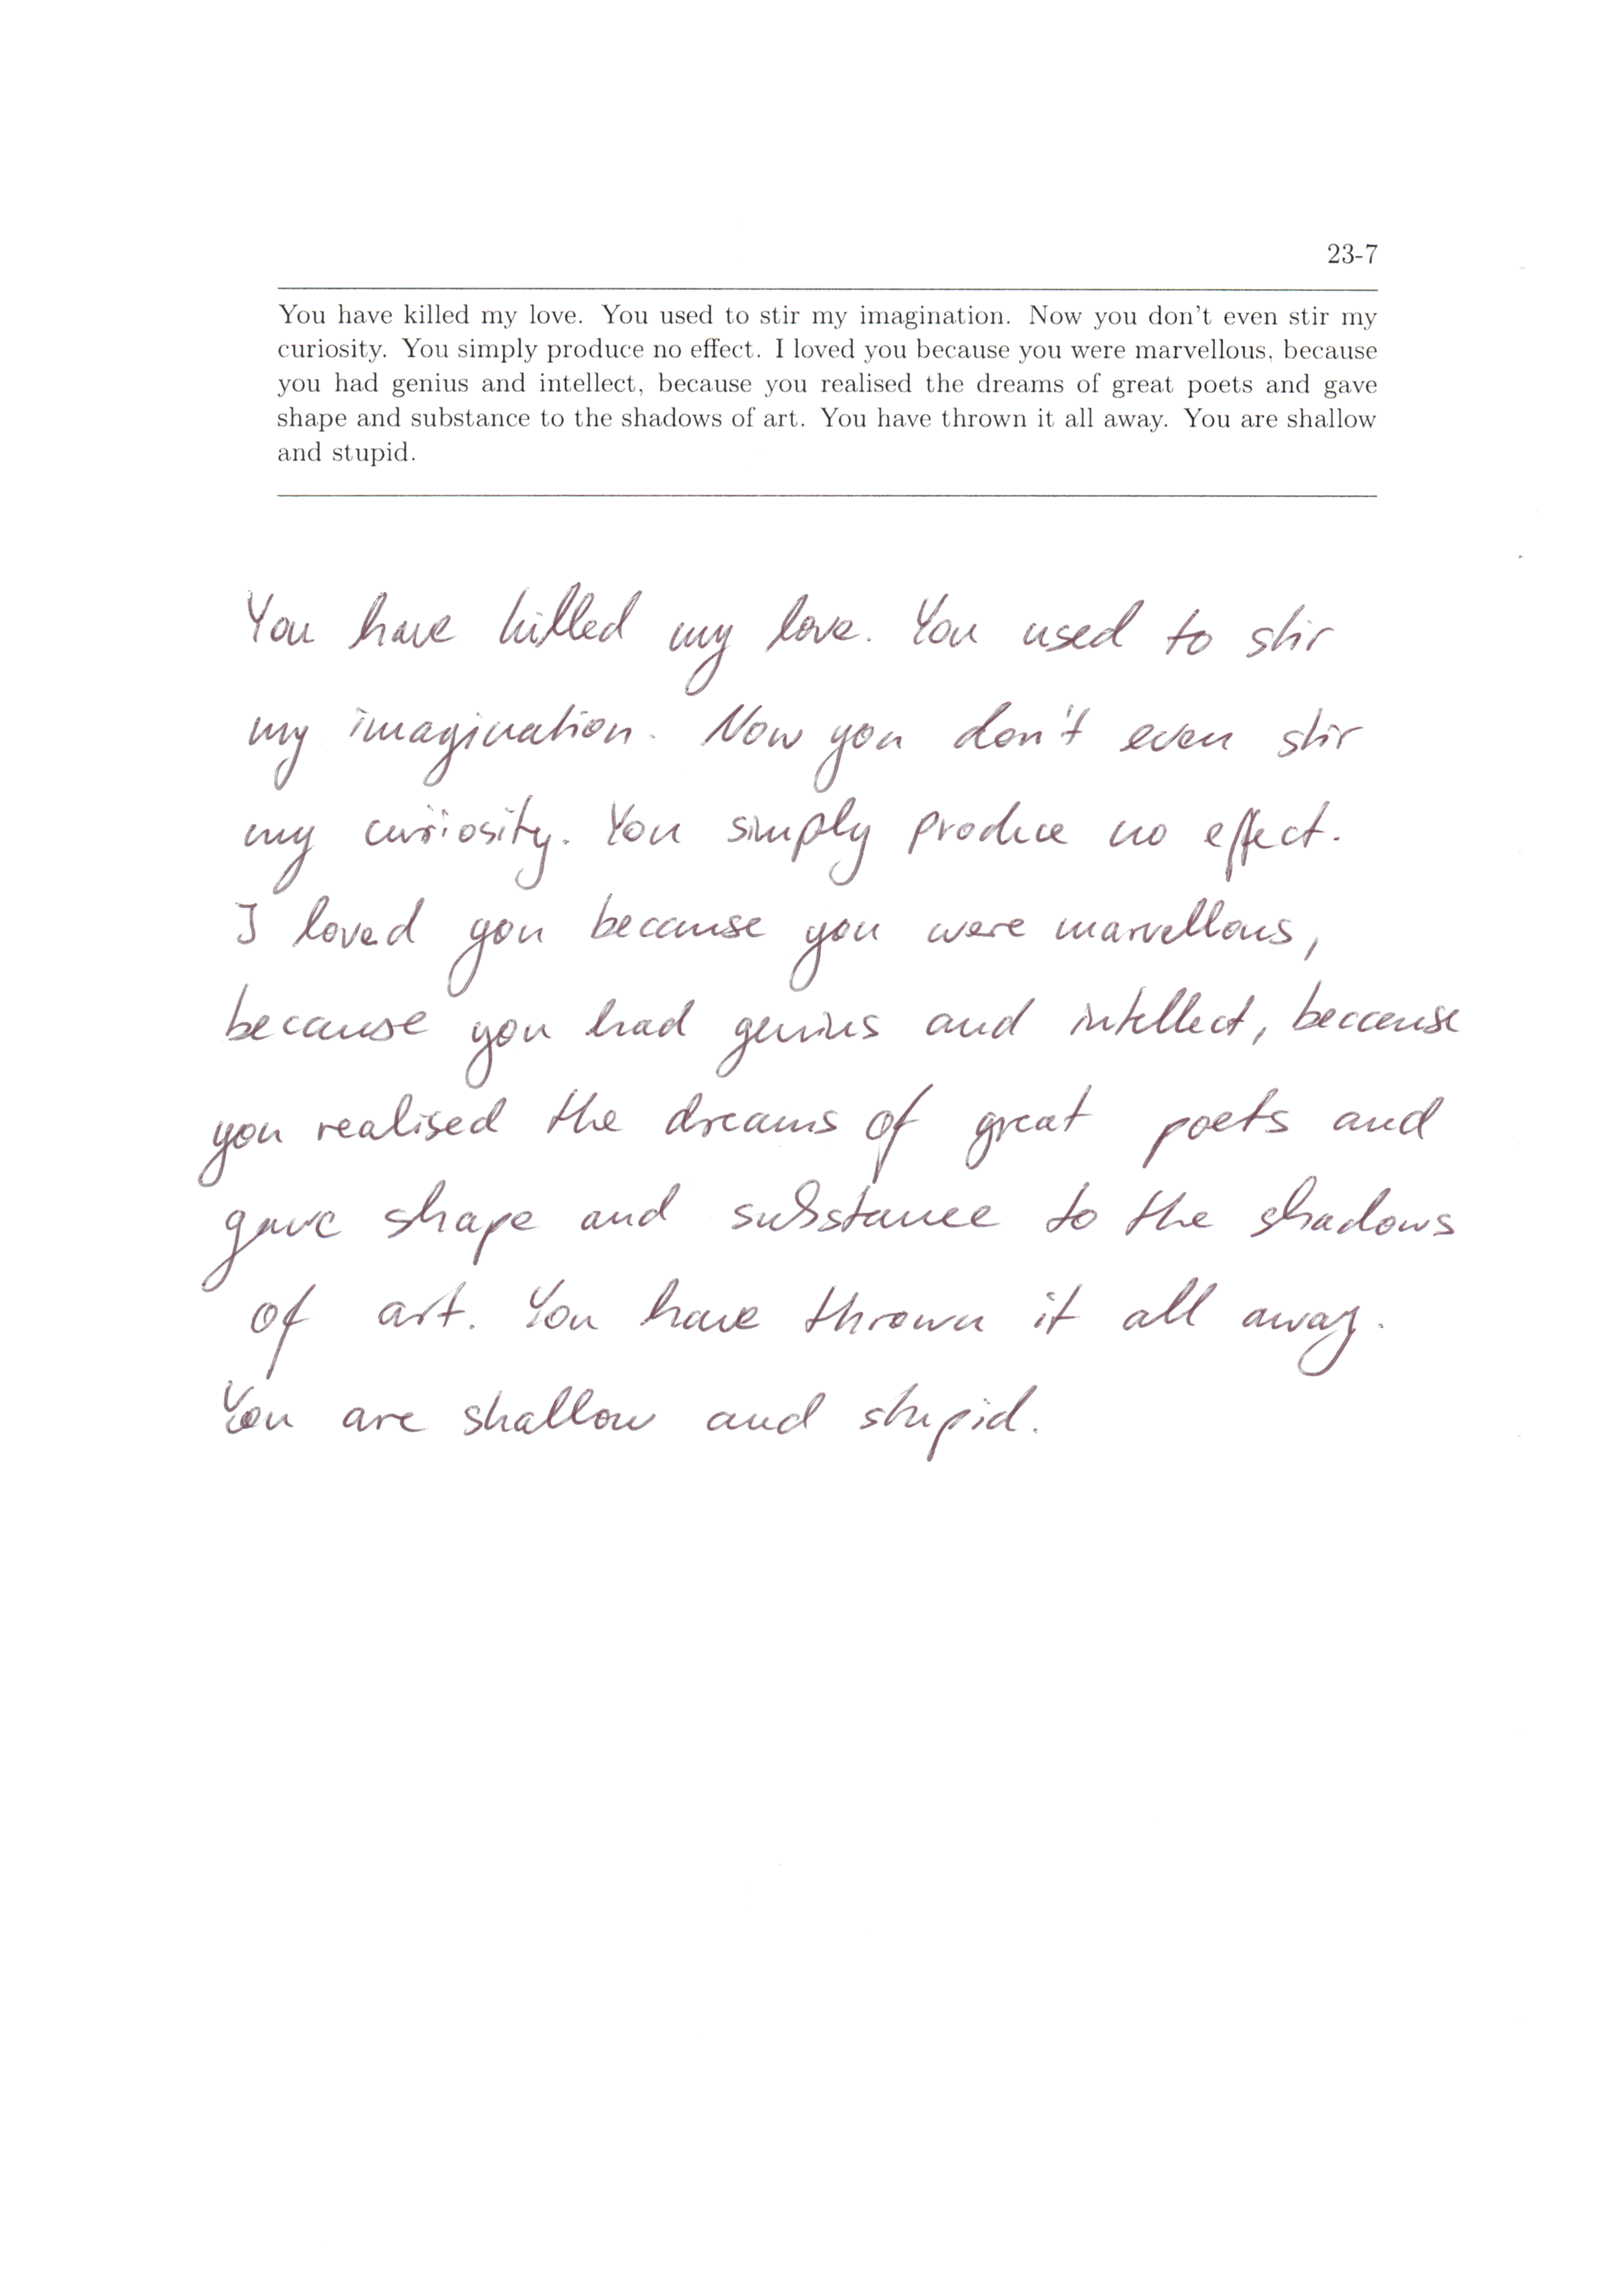 23-7
You have killed my love. You used to stir my imagination. Now you don't even stir my
curiosity. You simply produce no effect. I loved you because you were marvellous, because
you had genius and intellect, because you realised the dreams of great poets and gave
shape and substance to the shadows of art. You have thrown it all away. You are shallow
and stupid.
You have killed my love. You used to stir
my imagination. Now you don't even stir
my curiosity. You simply produce no effect.
I loved you because you were marvellous,
because you had genius and intellect, because
you realised the dreams of great poets and
gave shape and substance to the shadows
of art. You have thrown it all away.
You are shallow and stupid.